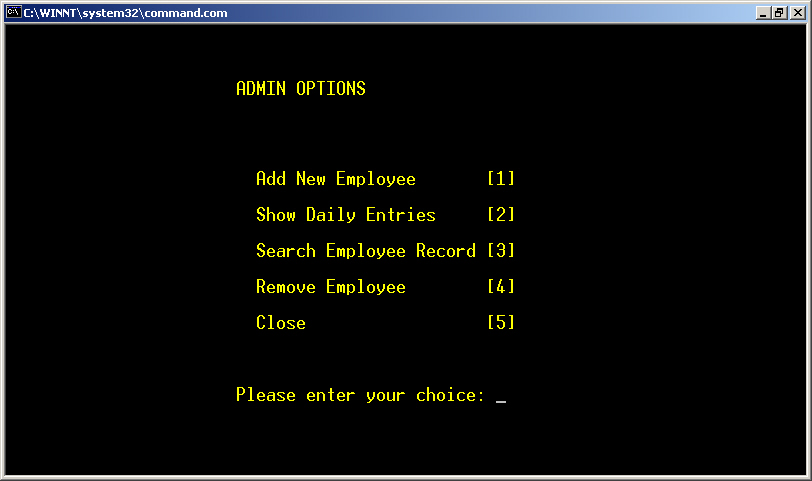 C:\WINNT\system32\command.com
ADMIN OPTIONS
Add New Employee [1]
Show Daily Entries [2]
Search Employee Record [3]
Remove Employee [4]
Close [5]
Please enter your choice: _